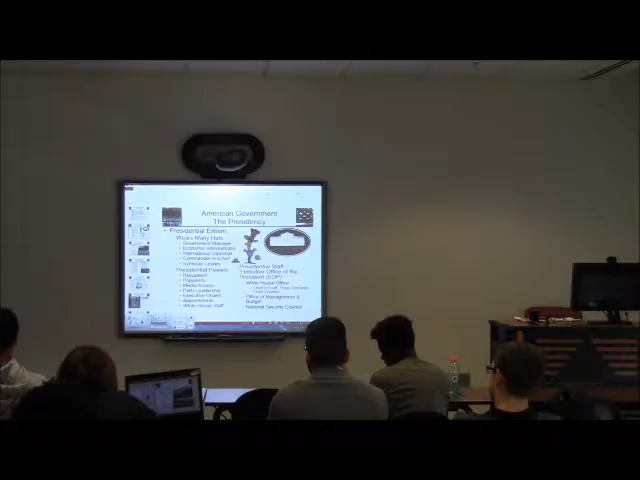 American Government
The Presidency
Presidential Elitism
Wears Many Hats
Government Manager
Economic Administrator
International Diplomat
Commander-in-Chief
Symbolic Leader
Presidential Powers
Reputation
Popularity
Media Access
Party Leadership
Executive Orders
Appointments
White House Staff
Presidential Staff
Executive Office of the
President (EOP)
White House Office
Office of Management &
Budget
National Security Council